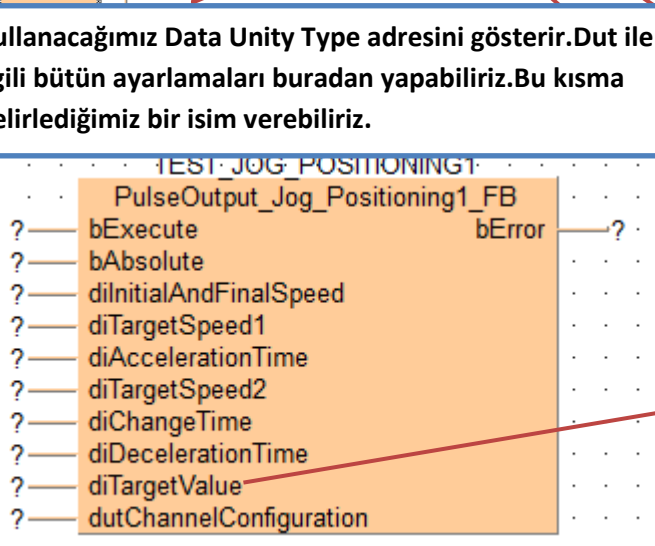 ullanacağımız Data Unity Type adresini gösterir.Dut ile
gili bütün ayarlamaları buradan yapabiliriz.Bu kısma
elirlediğimiz bir isim verebiliriz.
TEST_JOG_POSITIONING1
PulseOutput_Jog_Positioning1_FB
? bExecute bError ?
? bAbsolute
? diInitialAndFinalSpeed
? diTargetSpeed1
? diAccelerationTime
? diTargetSpeed2
? diChangeTime
? diDecelerationTime
? diTargetValue
? dutChannelConfiguration